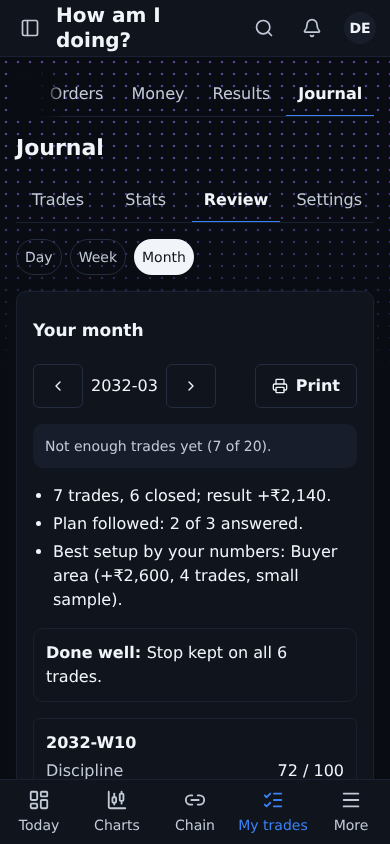 How am I
doing?
DE
Orders Money Results Journal
Journal
Trades Stats Review Settings
Day Week Month
Your month
2032-03
Print
Not enough trades yet (7 of 20).
• 7 trades, 6 closed; result +₹2,140.
• Plan followed: 2 of 3 answered.
• Best setup by your numbers: Buyer
area (+₹2,600, 4 trades, small
sample).
Done well: Stop kept on all 6
trades.
2032-W10
Discipline 72 / 100
Today Charts Chain My trades More